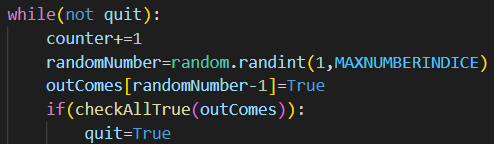 while(not quit):
    counter+=1
    randomNumber=random.randint(1,MAXNUMBERINDICE)
    outComes[randomNumber-1]=True
    if(checkAllTrue(outComes)):
        quit=True